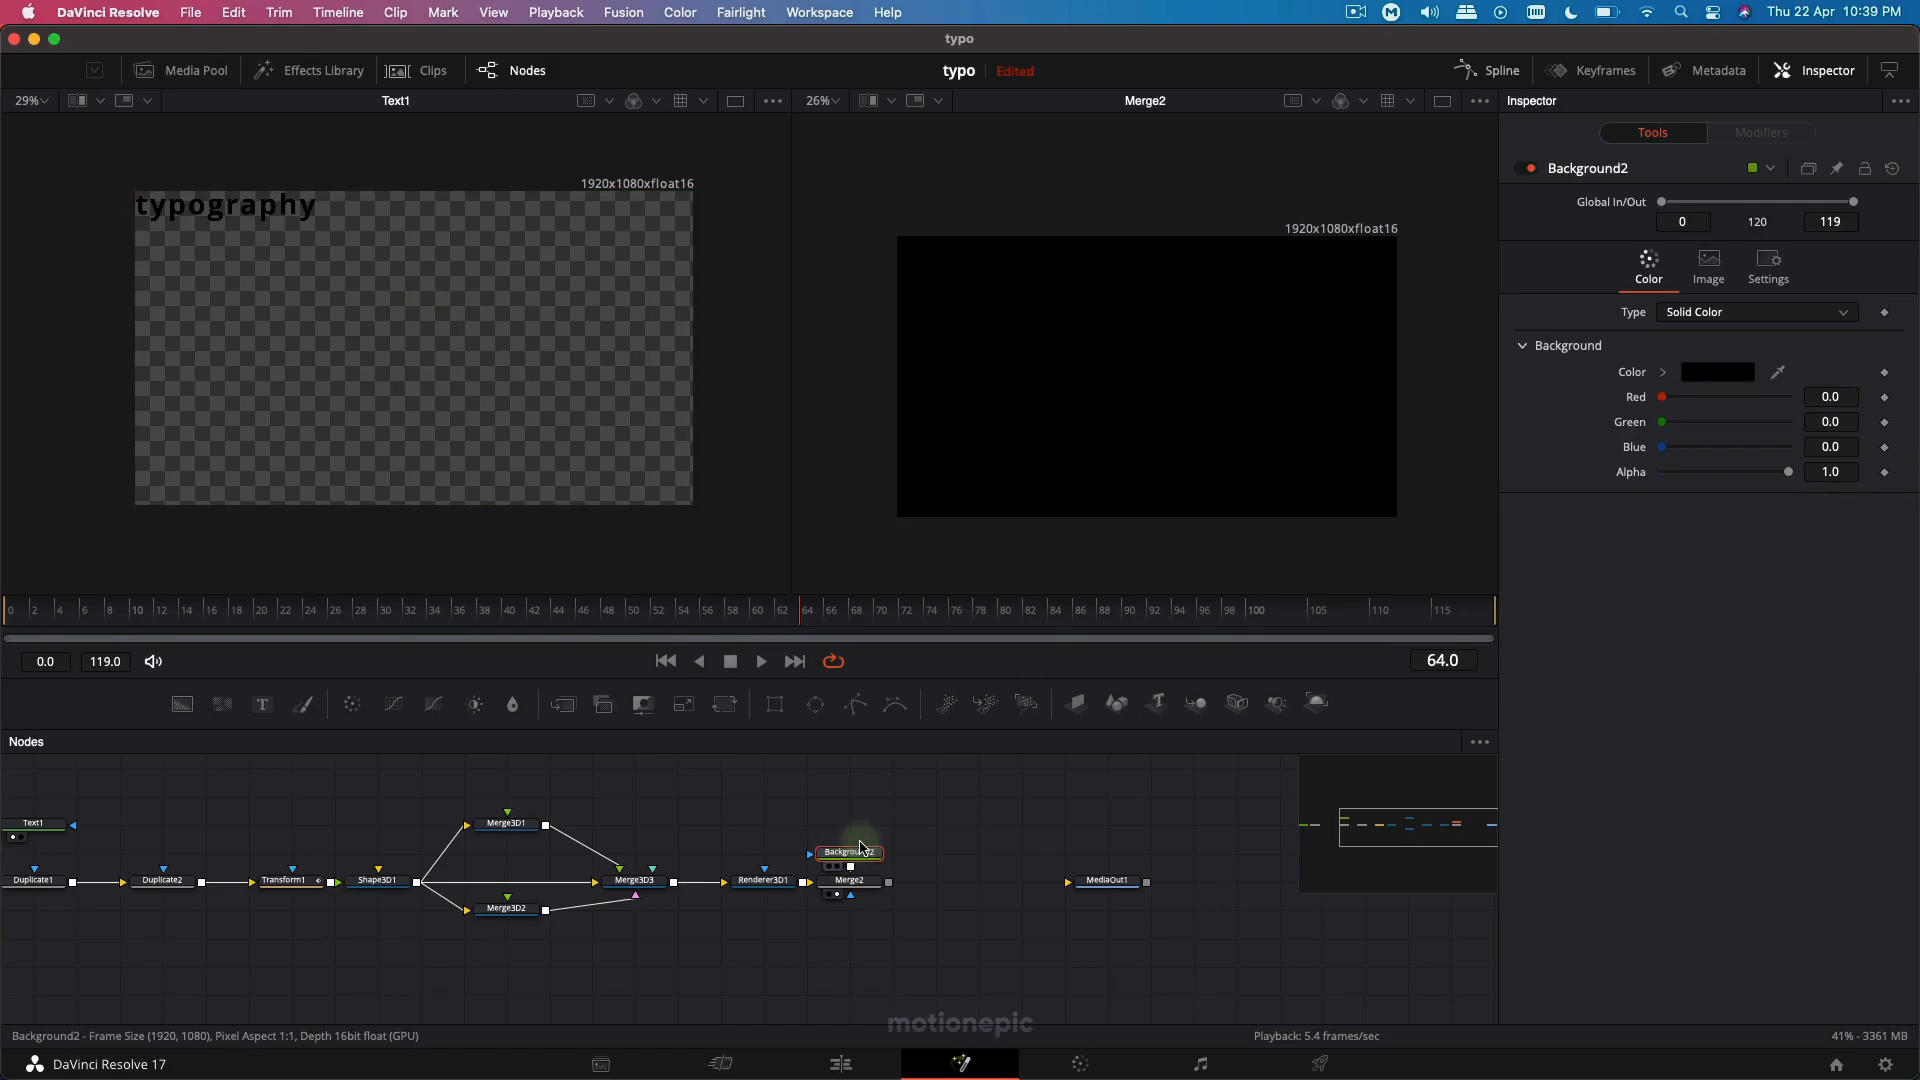 DaVinci Resolve File Edit Trim Timeline Clip Mark View Playback Fusion Color Fairlight Workspace Help Thu 22 Apr 10:39 PM
typo
Media Pool Effects Library Clips Nodes typo Edited Spline Keyframes Metadata Inspector
29% Text1 26% Merge2 Inspector
Tools Modifiers
Background2
1920x1080xfloat16
typography
1920x1080xfloat16
Global In/Out
0 120 119
Color Image Settings
Type Solid Color
Background
Color
Red 0.0
Green 0.0
Blue 0.0
Alpha 1.0
0 2 4 6 8 10 12 14 16 18 20 22 24 26 28 30 32 34 36 38 40 42 44 46 48 50 52 54 56 58 60 62 64 66 68 70 72 74 76 78 80 82 84 86 88 90 92 94 96 98 100 105 110 115
0.0 119.0 64.0
Nodes
Text1 Merge3D1
Background2
Duplicate1 Duplicate2 Transform1 Shape3D1 Merge3D3 Renderer3D1 Merge2 MediaOut1
Merge3D2
motionepic
Background2 - Frame Size (1920, 1080), Pixel Aspect 1:1, Depth 16bit float (GPU) Playback: 5.4 frames/sec 41% - 3361 MB
DaVinci Resolve 17